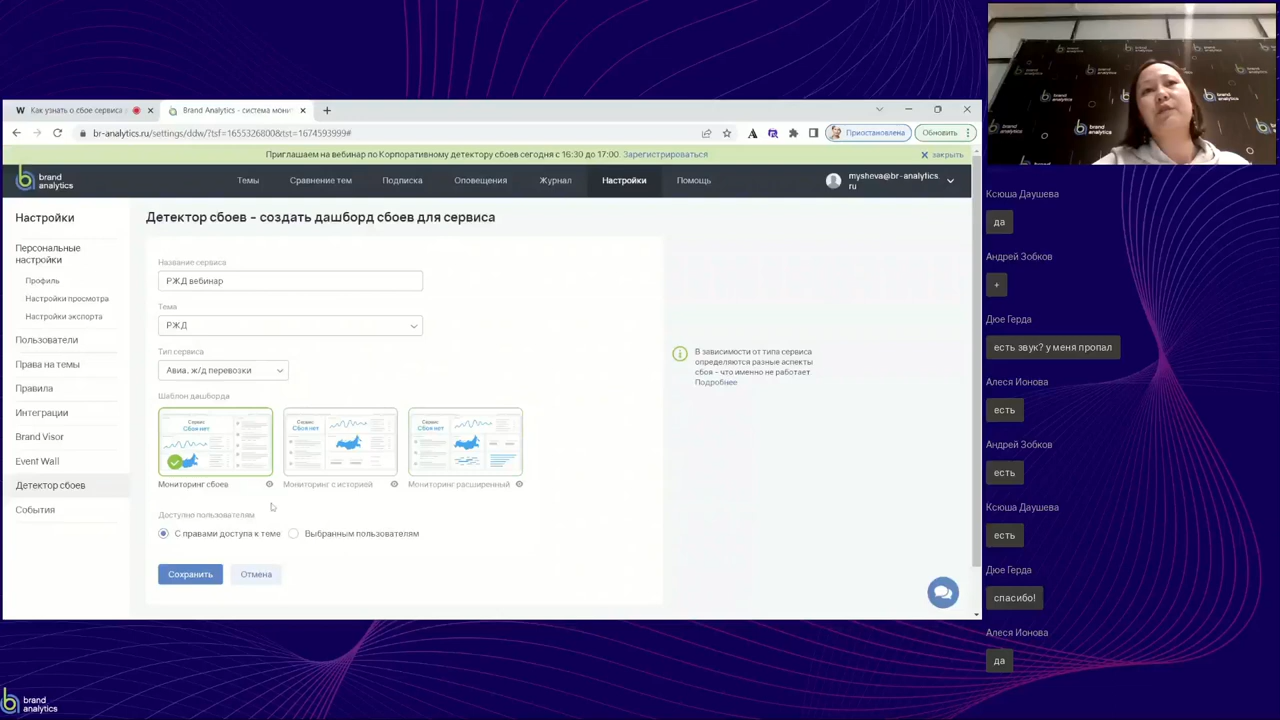 Как узнать о сбое сервиса
Brand Analytics - система мони
br-analytics.ru/settings/ddw/?tsf=1655326800&tst=1674593999#
Приостановлена
Обновить
Приглашаем на вебинар по Корпоративному детектору сбоев сегодня с 16:30 до 17:00. Зарегистрироваться
закрыть
brand analytics
Темы
Сравнение тем
Подписка
Оповещения
Журнал
Настройки
Помощь
mysheva@br-analytics.
ru
Настройки
Персональные
настройки
Профиль
Настройки просмотра
Настройки экспорта
Пользователи
Права на темы
Правила
Интеграции
Brand Visor
Event Wall
Детектор сбоев
События
Детектор сбоев – создать дашборд сбоев для сервиса
Название сервиса
РЖД вебинар
Тема
РЖД
Тип сервиса
Авиа, ж/д перевозки
Шаблон дашборда
Сервис
Сбоя нет
Сервис
Сбоя нет
Сервис
Сбоя нет
Мониторинг сбоев
Мониторинг с историей
Мониторинг расширенный
Доступно пользователям
С правами доступа к теме
Выбранным пользователям
Сохранить
Отмена
В зависимости от типа сервиса
определяются разные аспекты
сбоя - что именно не работает
Подробнее
Ксюша Даушева
да
Андрей Зобков
+
Дюе Герда
есть звук? у меня пропал
Алеся Ионова
есть
Андрей Зобков
есть
Ксюша Даушева
есть
Дюе Герда
спасибо!
Алеся Ионова
да
brand
analytics